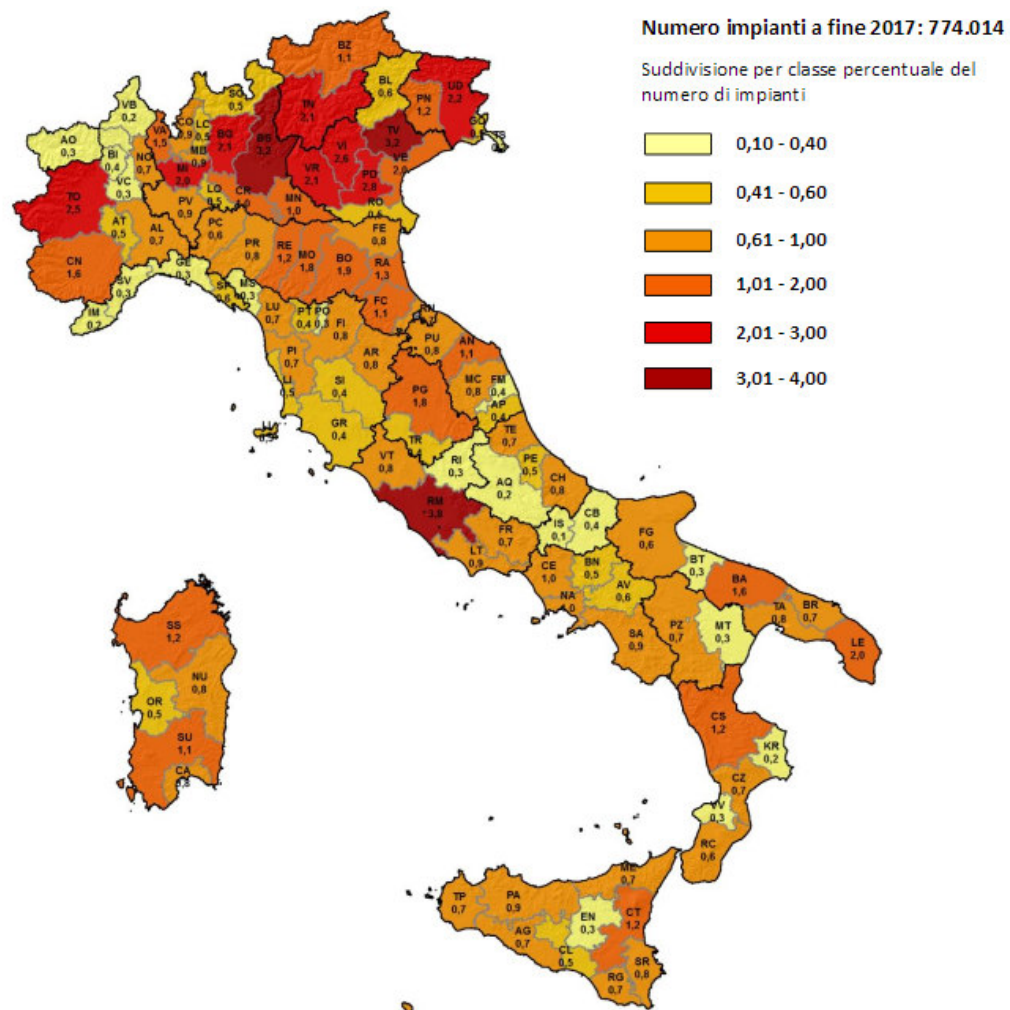 Numero impianti a fine 2017: 774.014
Suddivisione per classe percentuale del
numero di impianti
0,10 - 0,40
0,41 - 0,60
0,61 - 1,00
1,01 - 2,00
2,01 - 3,00
3,01 - 4,00
BZ
1,1
BL
0,6
UD
2,2
PN
1,2
GO
TS
SO
0,5
TN
2,1
VB
0,2
AO
0,3
BI
0,4
VC
0,3
NO
0,7
VA
1,5
CO
0,9
LC
0,5
MB
0,9
BG
2,1
BS
3,2
VI
2,6
TV
3,2
VE
2,0
VR
2,1
PD
2,8
RO
MI
2,0
LO
0,5
CR
1,0
MN
1,0
TO
2,5
AT
0,5
AL
0,7
PV
0,9
PC
0,6
PR
0,8
RE
1,2
MO
1,8
BO
1,9
FE
0,8
RA
1,3
FC
1,1
RN
CN
1,6
SV
0,3
IM
0,2
GE
0,3
SP
0,6
MS
0,3
LU
0,7
PT
0,4
PO
0,3
FI
0,8
AR
0,8
PI
0,7
LI
0,5
SI
0,4
GR
0,4
PU
0,8
AN
1,1
MC
0,8
FM
0,4
AP
0,4
PG
1,8
TR
TE
0,7
PE
0,5
CH
0,8
AQ
0,2
RI
0,3
VT
0,8
RM
3,8
FR
0,7
LT
0,9
IS
0,1
CB
0,4
FG
0,6
CE
1,0
BN
0,5
AV
0,6
NA
SA
0,9
BT
0,3
BA
1,6
TA
0,8
BR
0,7
LE
2,0
PZ
0,7
MT
0,3
CS
1,2
KR
0,2
CZ
0,7
VV
0,3
RC
0,6
SS
1,2
NU
0,8
OR
0,5
SU
1,1
CA
ME
0,7
TP
0,7
PA
0,9
AG
0,7
EN
0,3
CT
1,2
CL
0,5
RG
0,7
SR
0,8